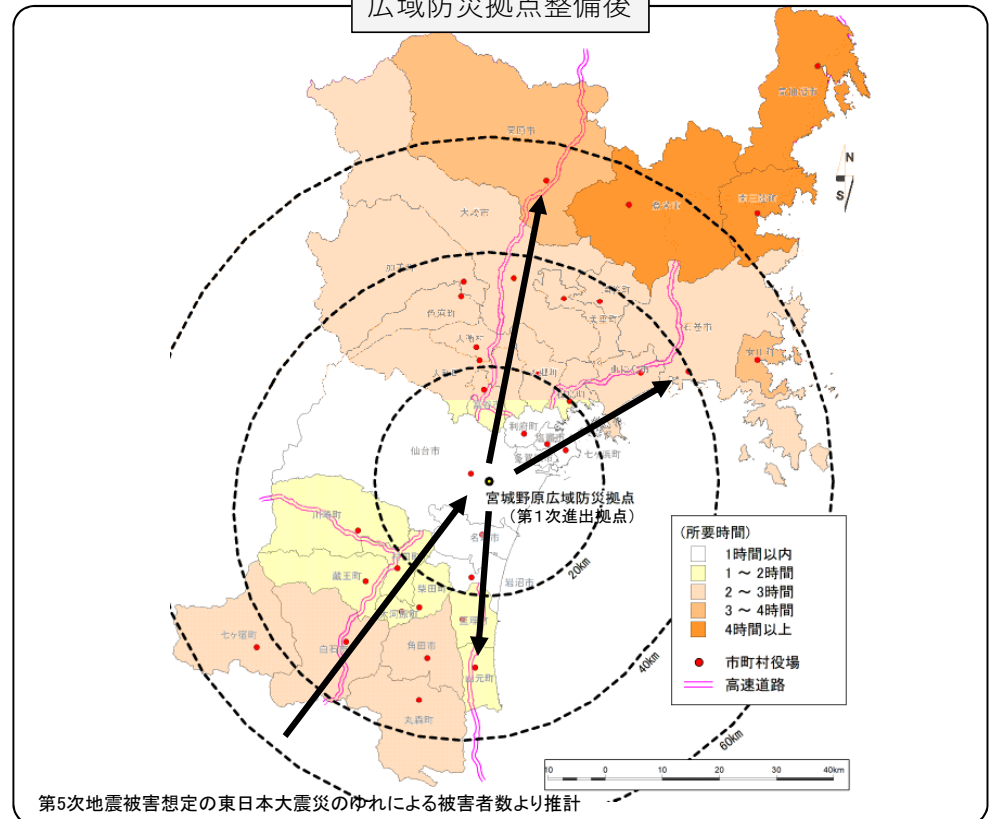 広域防災拠点整備後
気仙沼市
栗原市
N
S
登米市
南三陸町
大崎市
加美町
色麻町
涌谷町
美里町
石巻市
女川町
大衡村
大和町
大郷町
東松島市
松島町
富谷市
利府町
塩竈市
仙台市
多賀城市
七ヶ浜町
宮城野原広域防災拠点
(第1次進出拠点)
名取市
川崎町
村田町
岩沼市
蔵王町
柴田町
大河原町
亘理町
七ヶ宿町
白石市
角田市
山元町
丸森町
20km
40km
60km
(所要時間)
1時間以内
1 ~ 2時間
2 ~ 3時間
3 ~ 4時間
4時間以上
市町村役場
高速道路
10 0 10 20 30 40km
第5次地震被害想定の東日本大震災のゆれによる被害者数より推計